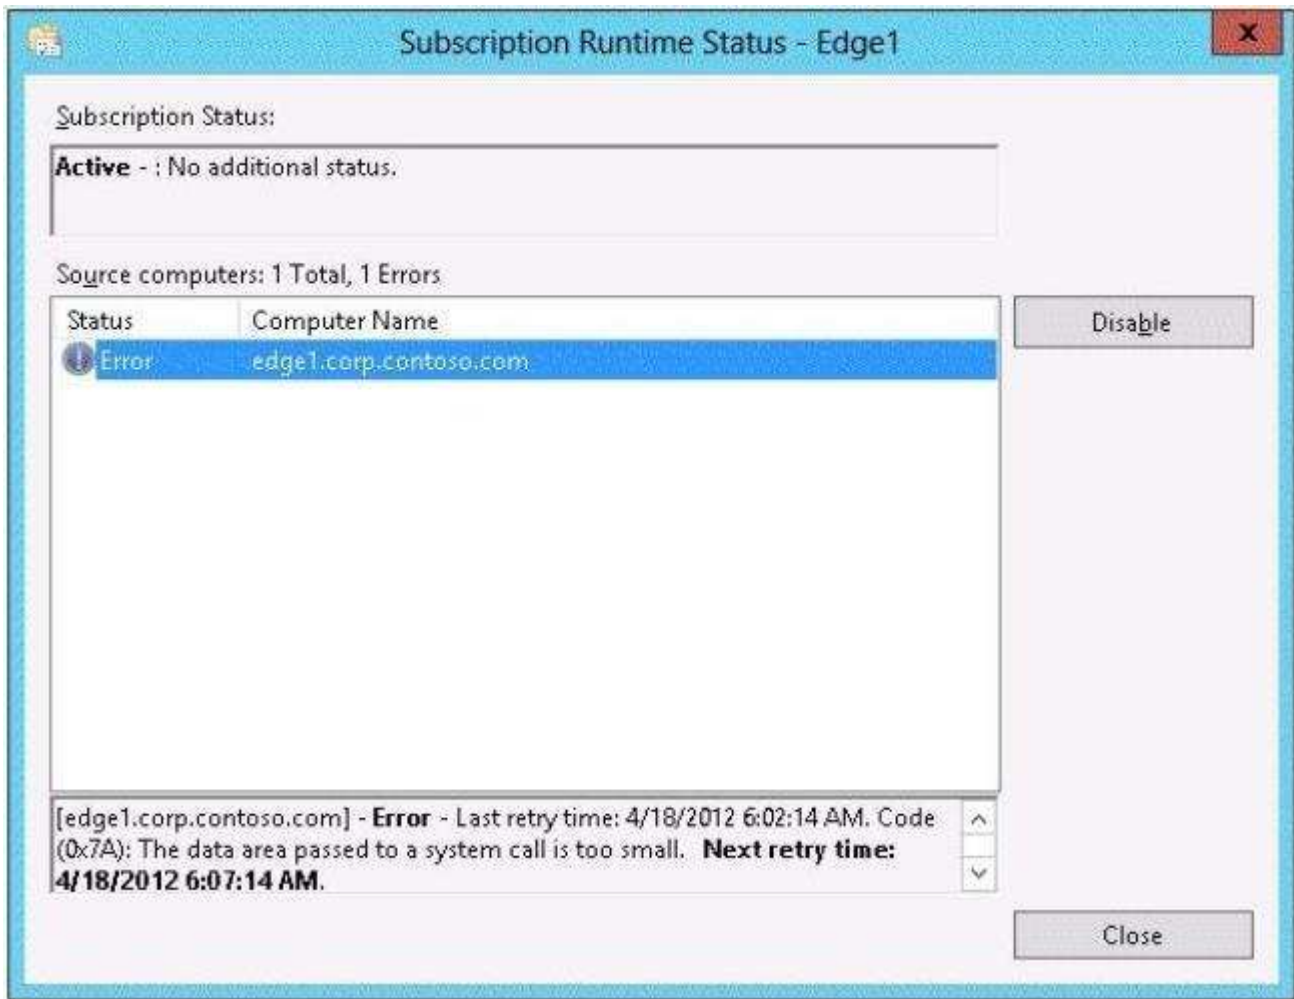 Subscription Runtime Status - Edge1
x
Subscription Status:
Active - : No additional status.
Source computers: 1 Total, 1 Errors
Status Computer Name
Disable
Error edge1.corp.contoso.com
[edge1.corp.contoso.com] - Error - Last retry time: 4/18/2012 6:02:14 AM. Code
(0x7A): The data area passed to a system call is too small. Next retry time:
4/18/2012 6:07:14 AM.
Close